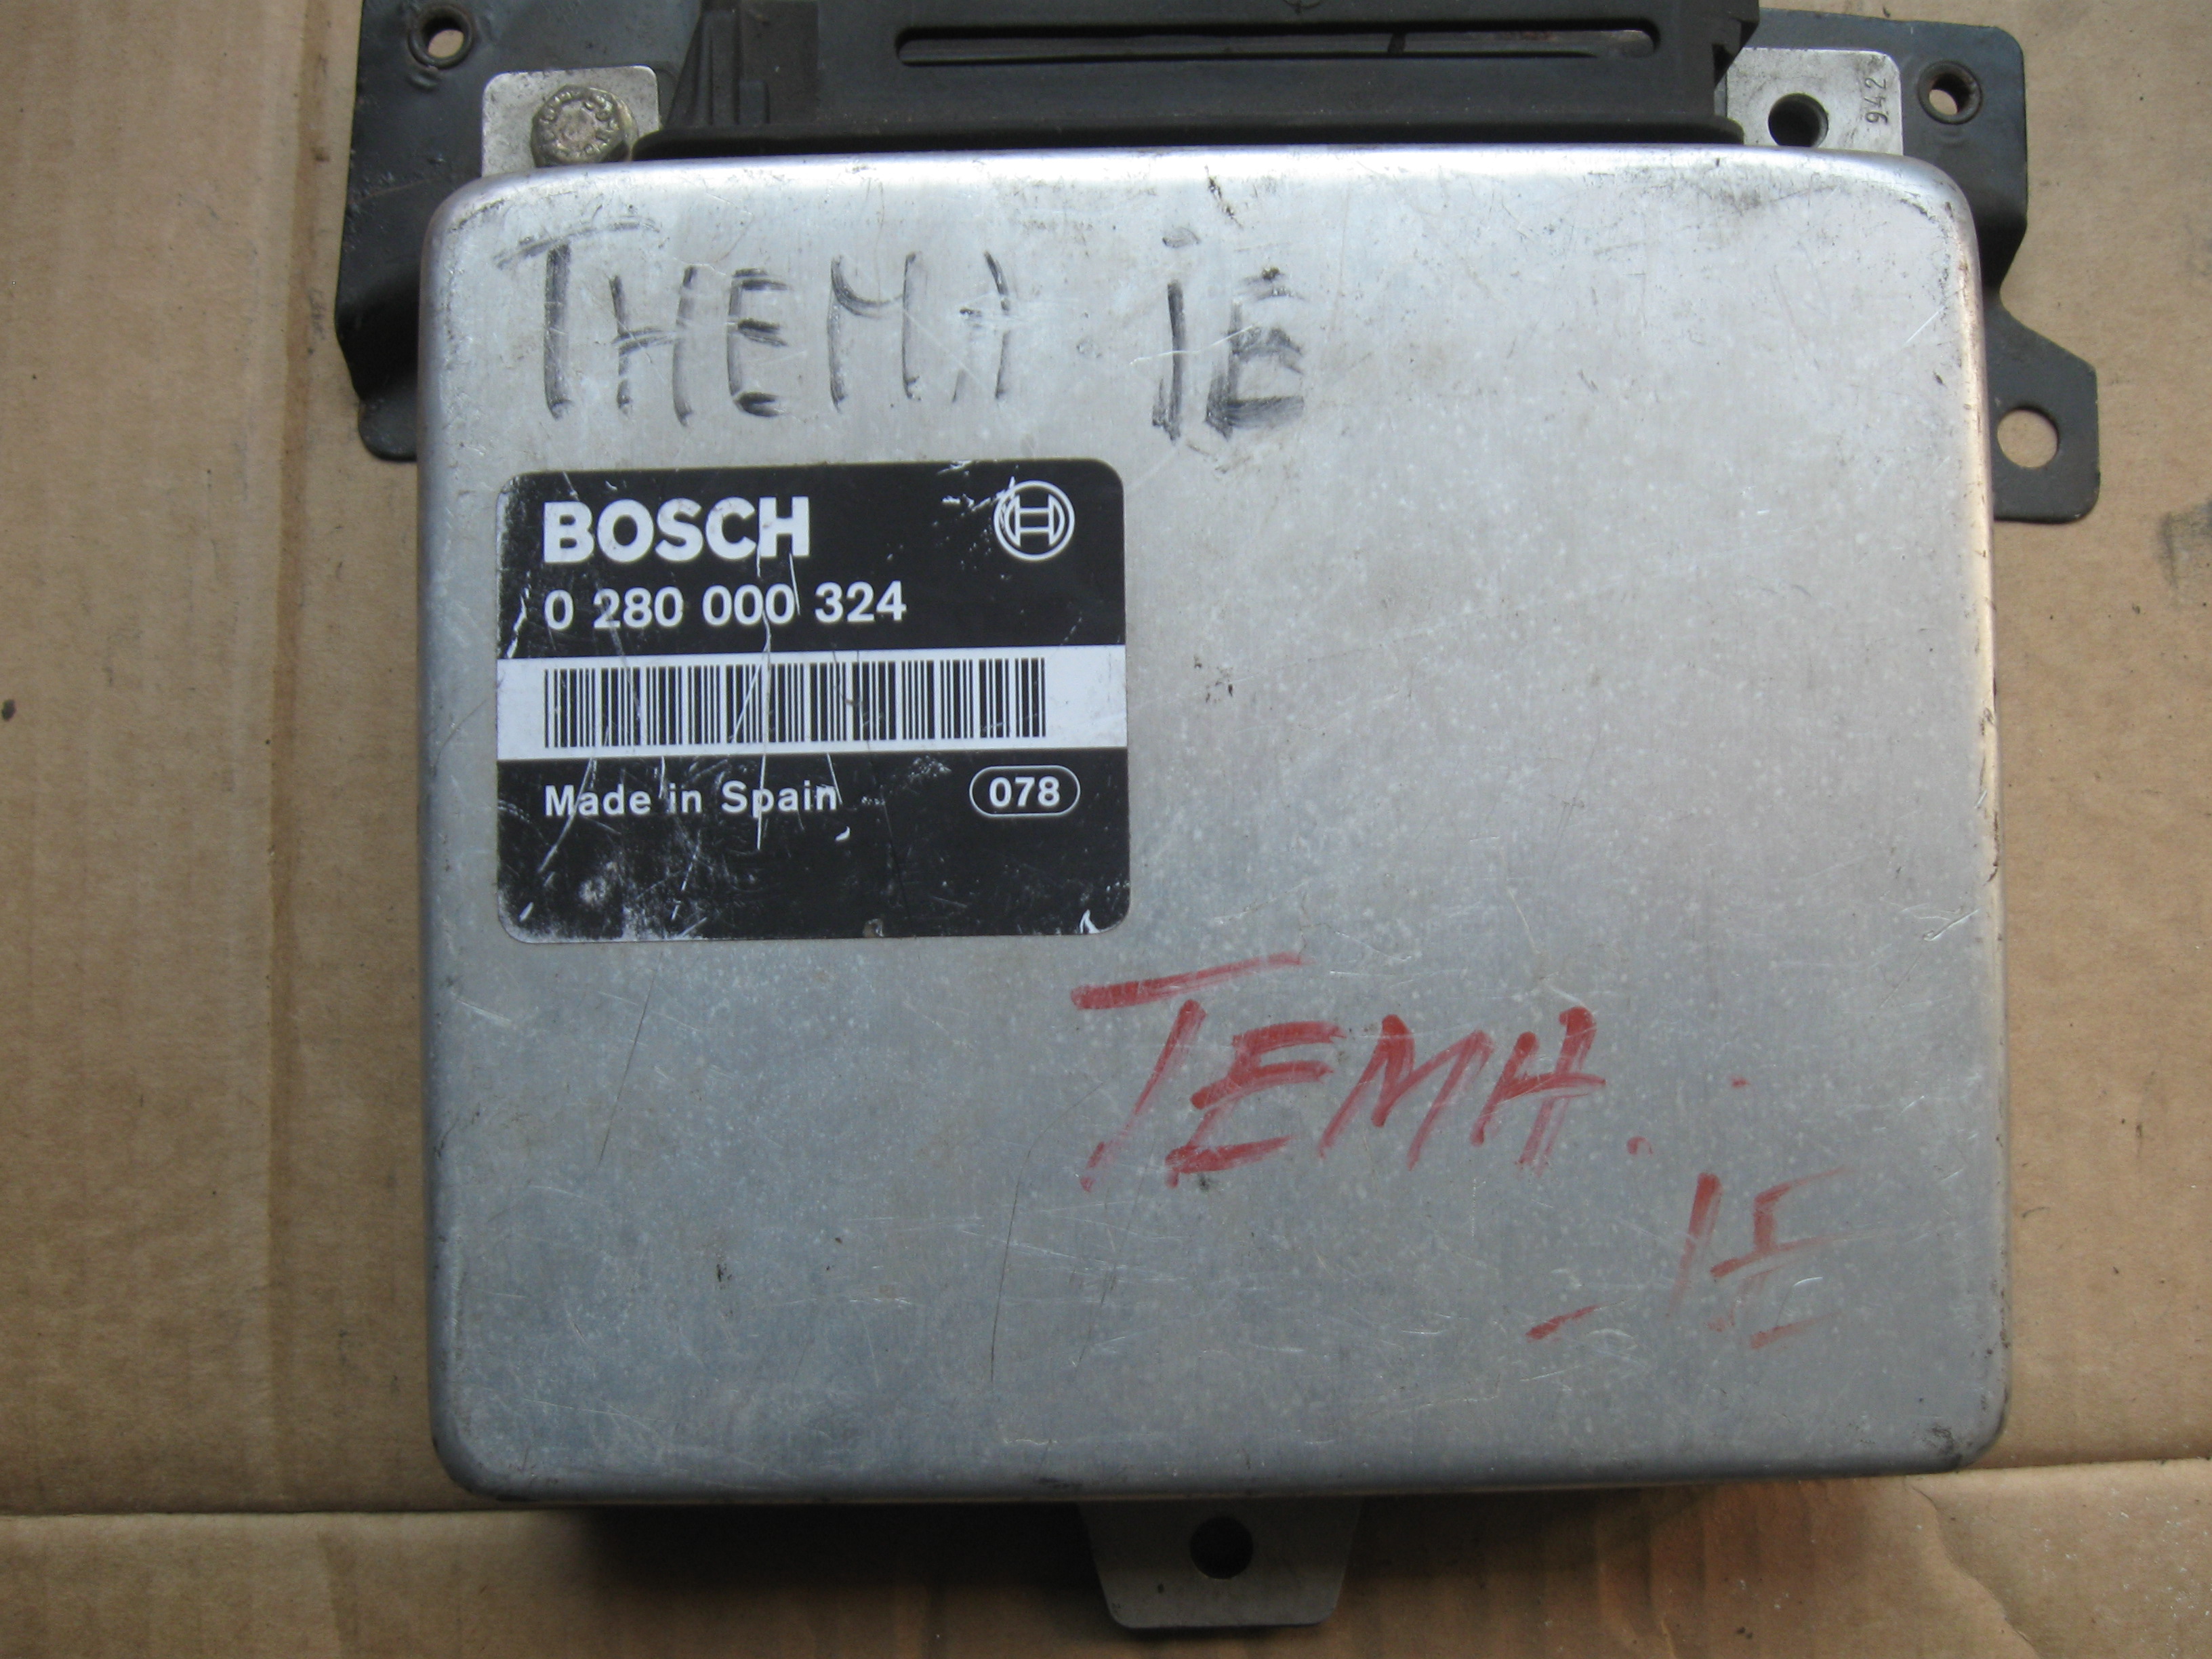 942
THEMA IE
BOSCH
0 280 000 324
Made in Spain 078
TEMA.
IE